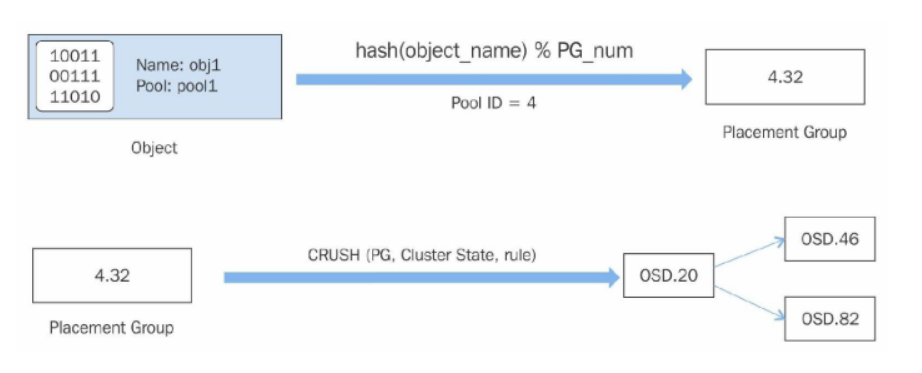 10011
00111
11010
Name: obj1
Pool: pool1
Object
hash(object_name) % PG_num
Pool ID = 4
4.32
Placement Group
4.32
Placement Group
CRUSH (PG, Cluster State, rule)
OSD.20
OSD.46
OSD.82